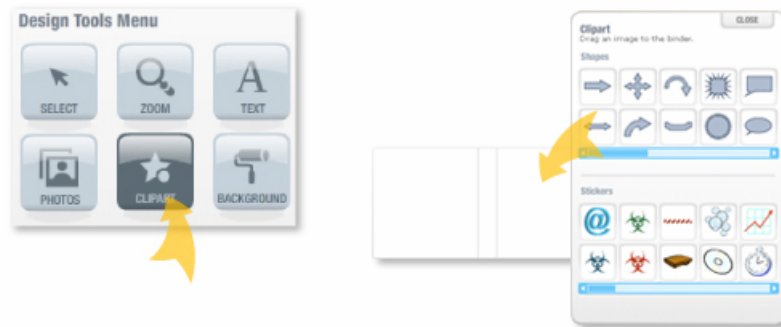 Design Tools Menu
SELECT
ZOOM
TEXT
PHOTOS
CLIPART
BACKGROUND
CLOSE
Clipart
Drag an image to the binder.
Shapes
Stickers